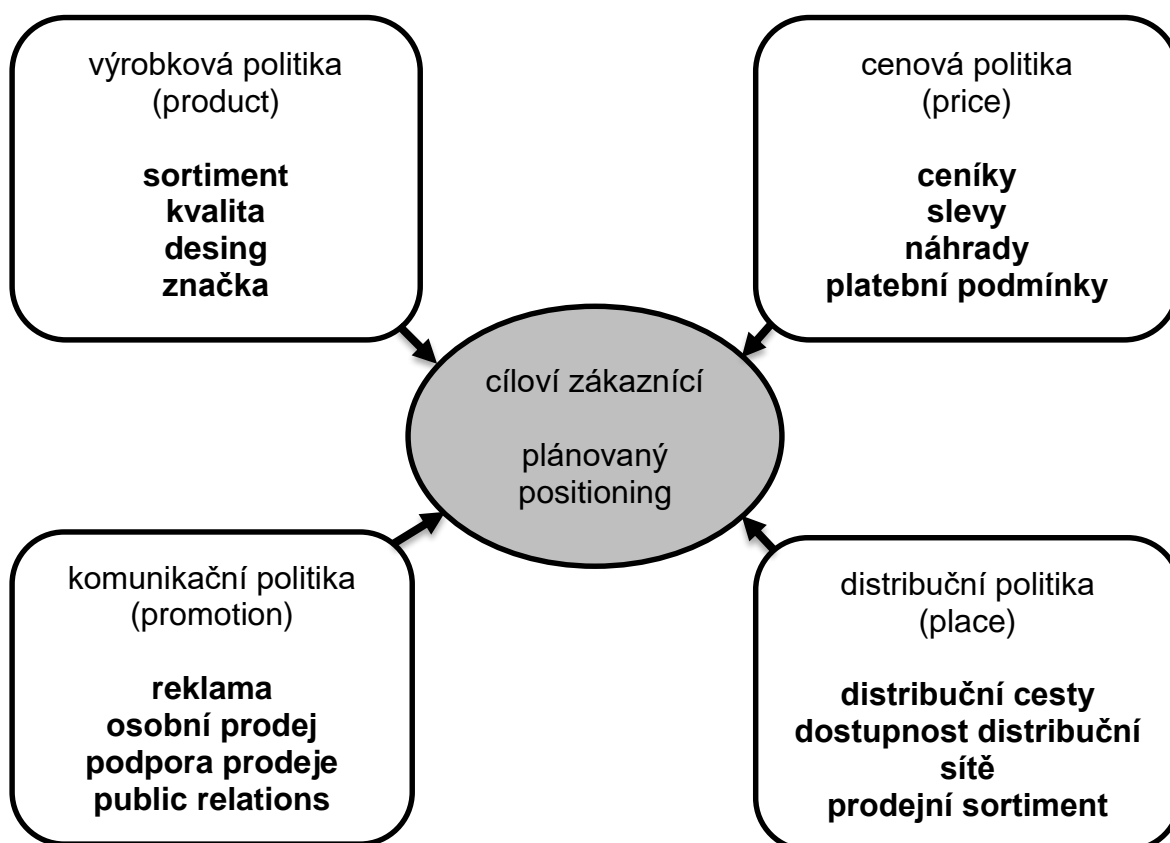 výrobková politika
(product)
sortiment
kvalita
desing
značka
cenová politika
(price)
ceníky
slevy
náhrady
platební podmínky
cíloví zákaznící
plánovaný
positioning
komunikační politika
(promotion)
reklama
osobní prodej
podpora prodeje
public relations
distribuční politika
(place)
distribuční cesty
dostupnost distribuční
sítě
prodejní sortiment